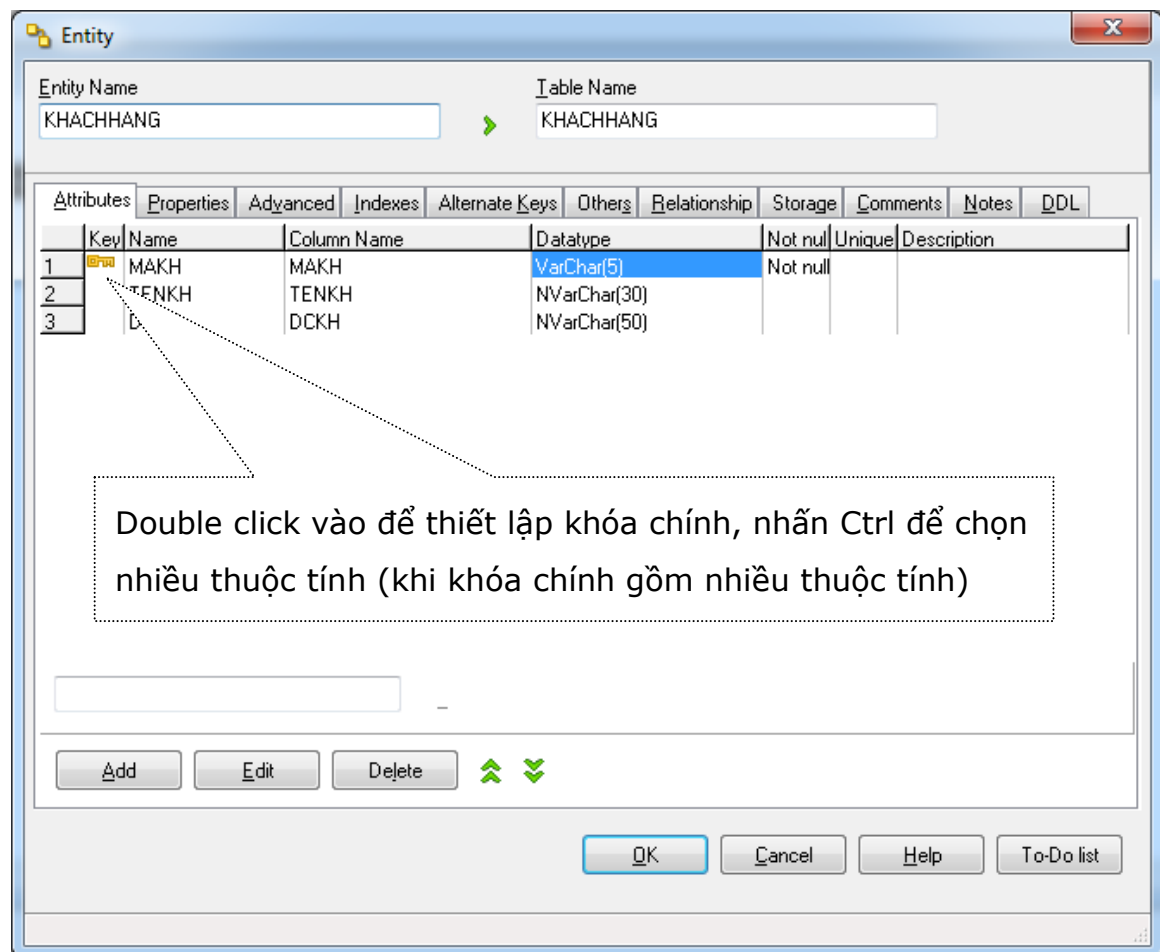 Entity
Entity Name Table Name
KHACHHANG KHACHHANG
Attributes Properties Advanced Indexes Alternate Keys Others Relationship Storage Comments Notes DDL
Key Name Column Name Datatype Not nul Unique Description
1 MAKH MAKH VarChar(5) Not null
2 TENKH TENKH NVarChar(30)
3 D DCKH NVarChar(50)
Double click vào để thiết lập khóa chính, nhấn Ctrl để chọn
nhiều thuộc tính (khi khóa chính gồm nhiều thuộc tính)
Add Edit Delete
OK Cancel Help To-Do list